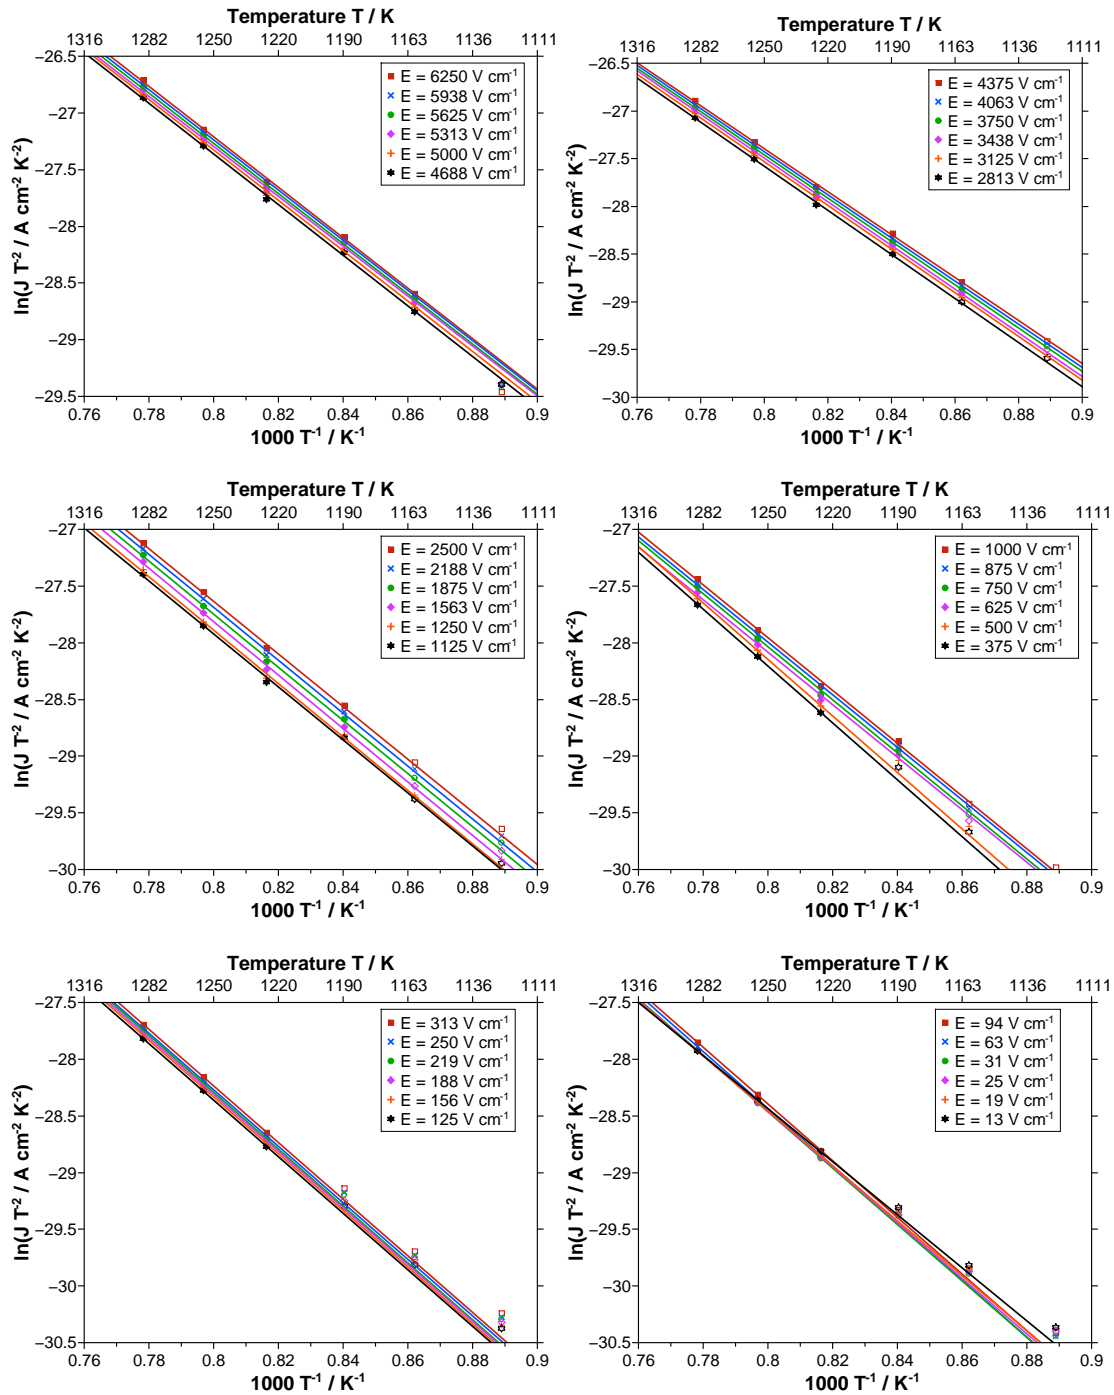 Temperature T / K
1316 1282 1250 1220 1190 1163 1136 1111
−26.5
−27
−27.5
−28
−28.5
−29
−29.5
ln(J T⁻² / A cm⁻² K⁻²)
E = 6250 V cm⁻¹
E = 5938 V cm⁻¹
E = 5625 V cm⁻¹
E = 5313 V cm⁻¹
E = 5000 V cm⁻¹
E = 4688 V cm⁻¹
0.76 0.78 0.8 0.82 0.84 0.86 0.88 0.9
1000 T⁻¹ / K⁻¹
Temperature T / K
1316 1282 1250 1220 1190 1163 1136 1111
−26.5
−27
−27.5
−28
−28.5
−29
−29.5
−30
ln(J T⁻² / A cm⁻² K⁻²)
E = 4375 V cm⁻¹
E = 4063 V cm⁻¹
E = 3750 V cm⁻¹
E = 3438 V cm⁻¹
E = 3125 V cm⁻¹
E = 2813 V cm⁻¹
0.76 0.78 0.8 0.82 0.84 0.86 0.88 0.9
1000 T⁻¹ / K⁻¹
Temperature T / K
1316 1282 1250 1220 1190 1163 1136 1111
−27
−27.5
−28
−28.5
−29
−29.5
−30
ln(J T⁻² / A cm⁻² K⁻²)
E = 2500 V cm⁻¹
E = 2188 V cm⁻¹
E = 1875 V cm⁻¹
E = 1563 V cm⁻¹
E = 1250 V cm⁻¹
E = 1125 V cm⁻¹
0.76 0.78 0.8 0.82 0.84 0.86 0.88 0.9
1000 T⁻¹ / K⁻¹
Temperature T / K
1316 1282 1250 1220 1190 1163 1136 1111
−27
−27.5
−28
−28.5
−29
−29.5
−30
ln(J T⁻² / A cm⁻² K⁻²)
E = 1000 V cm⁻¹
E = 875 V cm⁻¹
E = 750 V cm⁻¹
E = 625 V cm⁻¹
E = 500 V cm⁻¹
E = 375 V cm⁻¹
0.76 0.78 0.8 0.82 0.84 0.86 0.88 0.9
1000 T⁻¹ / K⁻¹
Temperature T / K
1316 1282 1250 1220 1190 1163 1136 1111
−27.5
−28
−28.5
−29
−29.5
−30
−30.5
ln(J T⁻² / A cm⁻² K⁻²)
E = 313 V cm⁻¹
E = 250 V cm⁻¹
E = 219 V cm⁻¹
E = 188 V cm⁻¹
E = 156 V cm⁻¹
E = 125 V cm⁻¹
0.76 0.78 0.8 0.82 0.84 0.86 0.88 0.9
1000 T⁻¹ / K⁻¹
Temperature T / K
1316 1282 1250 1220 1190 1163 1136 1111
−27.5
−28
−28.5
−29
−29.5
−30
−30.5
ln(J T⁻² / A cm⁻² K⁻²)
E = 94 V cm⁻¹
E = 63 V cm⁻¹
E = 31 V cm⁻¹
E = 25 V cm⁻¹
E = 19 V cm⁻¹
E = 13 V cm⁻¹
0.76 0.78 0.8 0.82 0.84 0.86 0.88 0.9
1000 T⁻¹ / K⁻¹